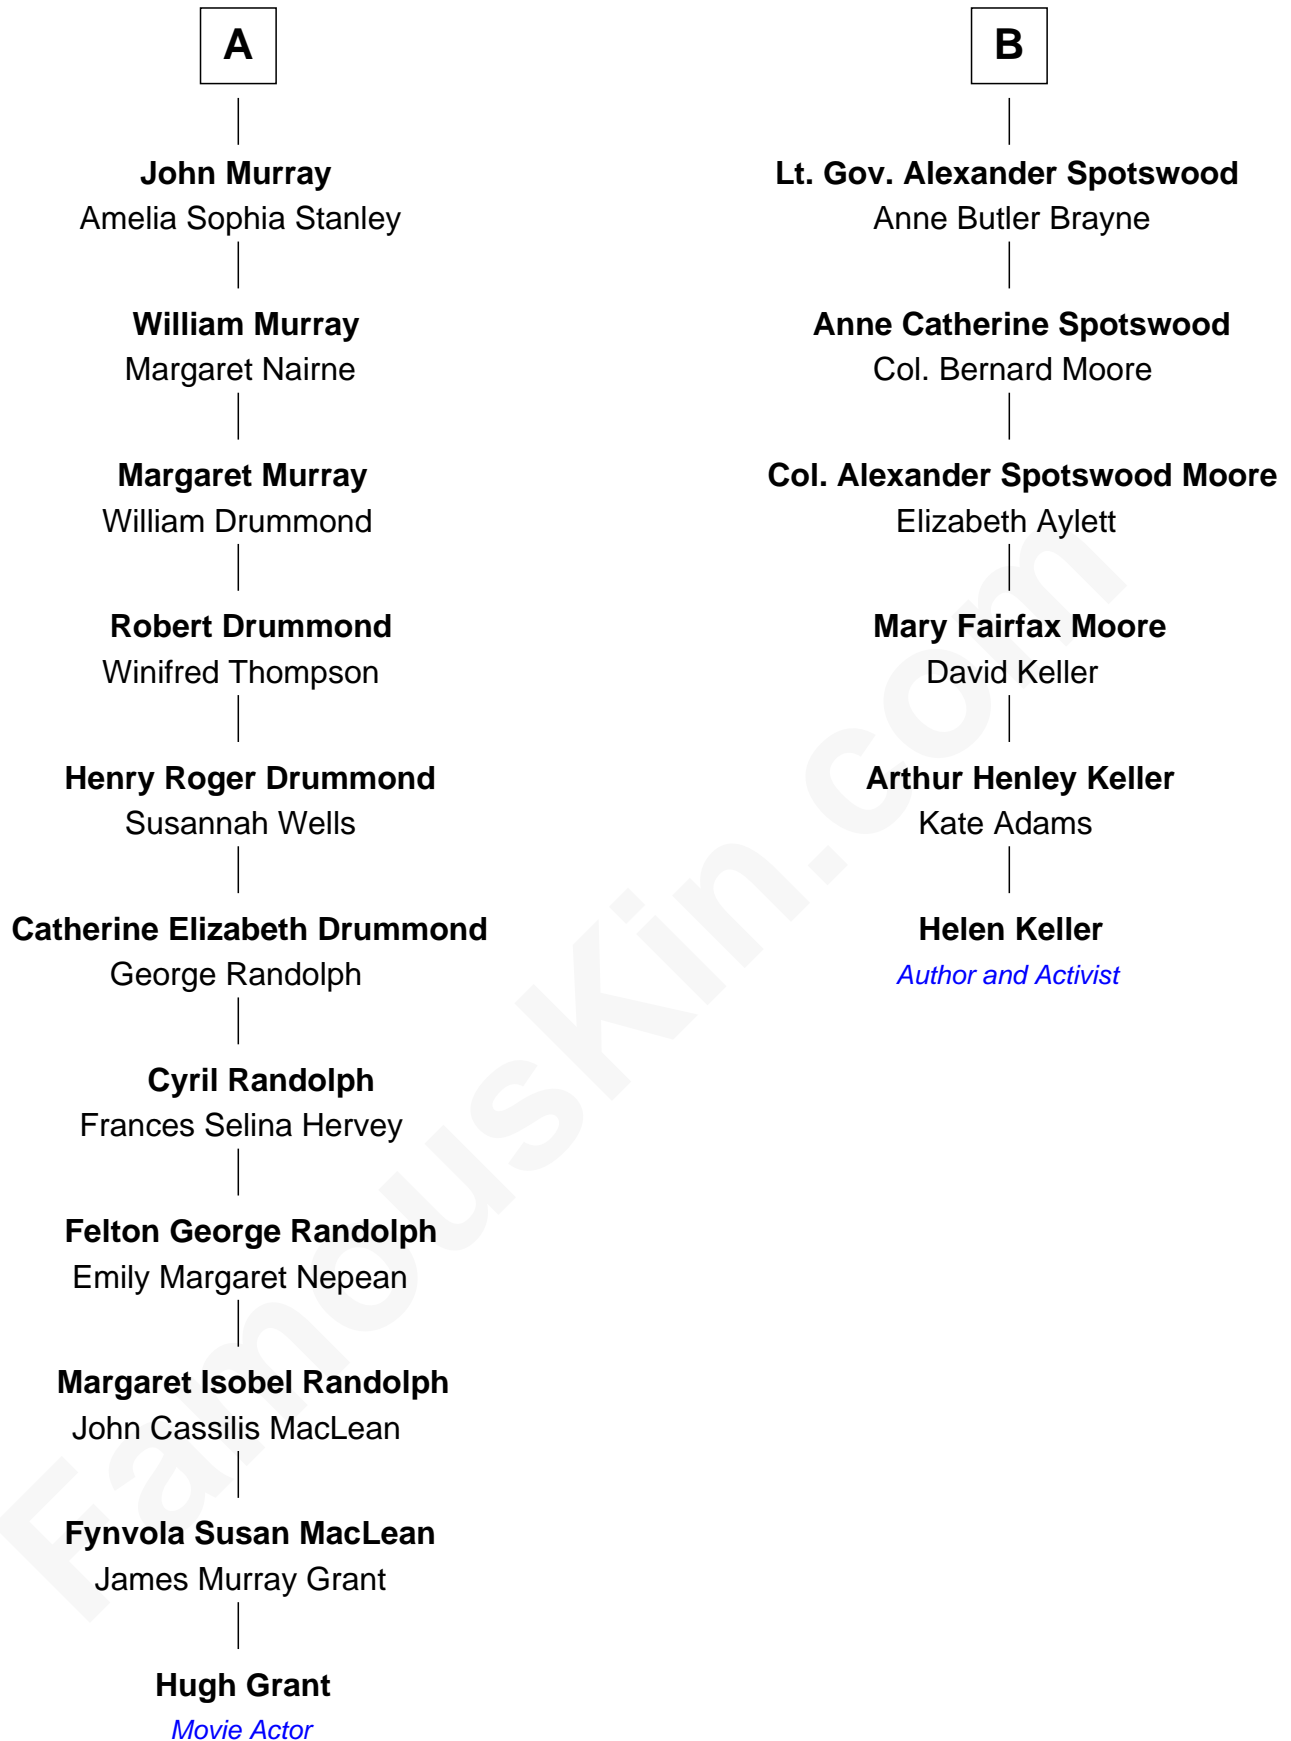 A
John Murray
Amelia Sophia Stanley
William Murray
Margaret Nairne
Margaret Murray
William Drummond
Robert Drummond
Winifred Thompson
Henry Roger Drummond
Susannah Wells
Catherine Elizabeth Drummond
George Randolph
Cyril Randolph
Frances Selina Hervey
Felton George Randolph
Emily Margaret Nepean
Margaret Isobel Randolph
John Cassilis MacLean
Fynvola Susan MacLean
James Murray Grant
Hugh Grant
Movie Actor
B
Lt. Gov. Alexander Spotswood
Anne Butler Brayne
Anne Catherine Spotswood
Col. Bernard Moore
Col. Alexander Spotswood Moore
Elizabeth Aylett
Mary Fairfax Moore
David Keller
Arthur Henley Keller
Kate Adams
Helen Keller
Author and Activist
FamousKin.com